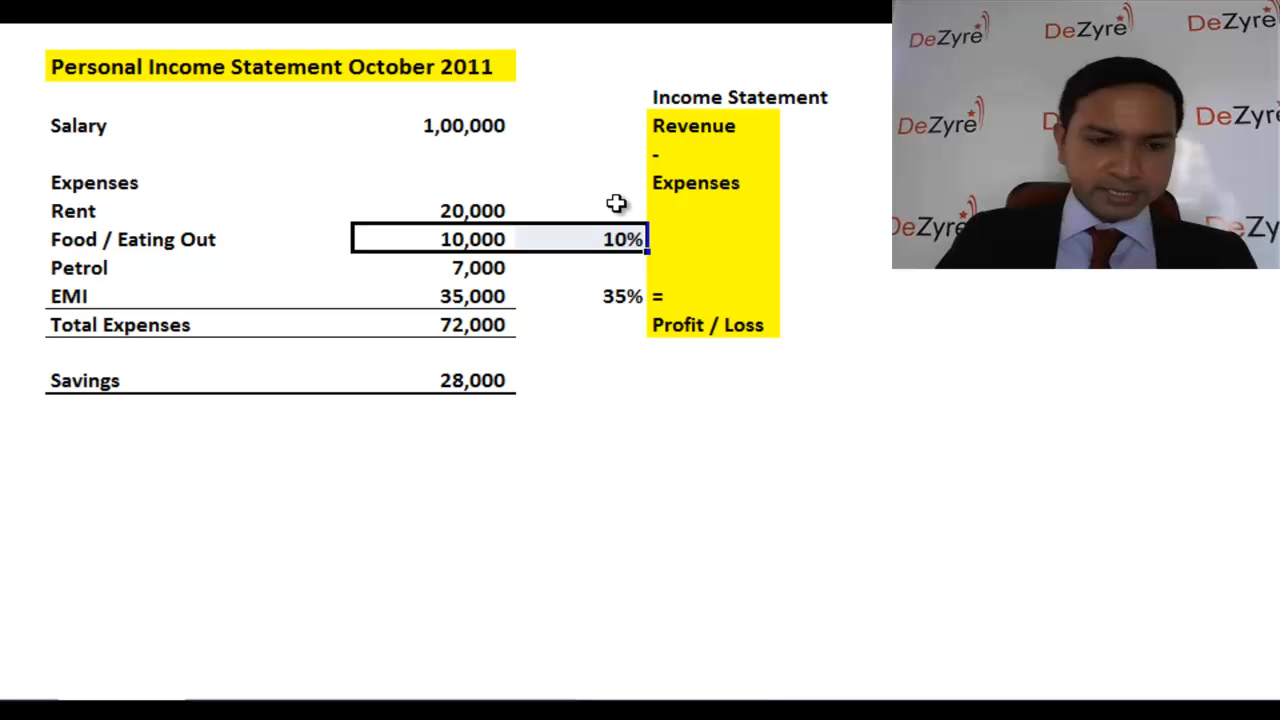 Personal Income Statement October 2011
Income Statement
Salary 1,00,000 Revenue
-
Expenses Expenses
Rent 20,000
Food / Eating Out 10,000 10%
Petrol 7,000
EMI 35,000 35% =
Total Expenses 72,000 Profit / Loss
Savings 28,000
DeZyre DeZyre DeZyre
DeZyre D DeZyre
DeZyre DeZy